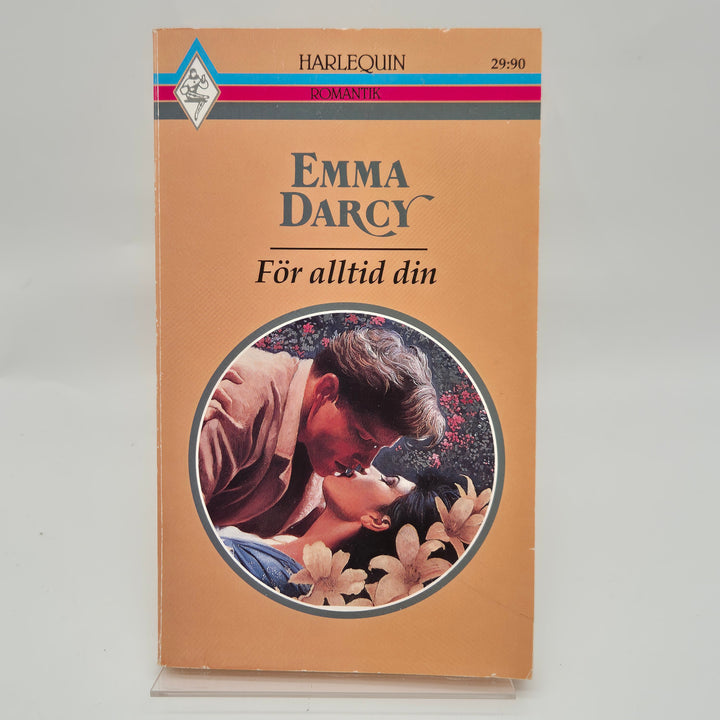 HARLEQUIN
29:90
ROMANTIK
EMMA
DARCY
För alltid din